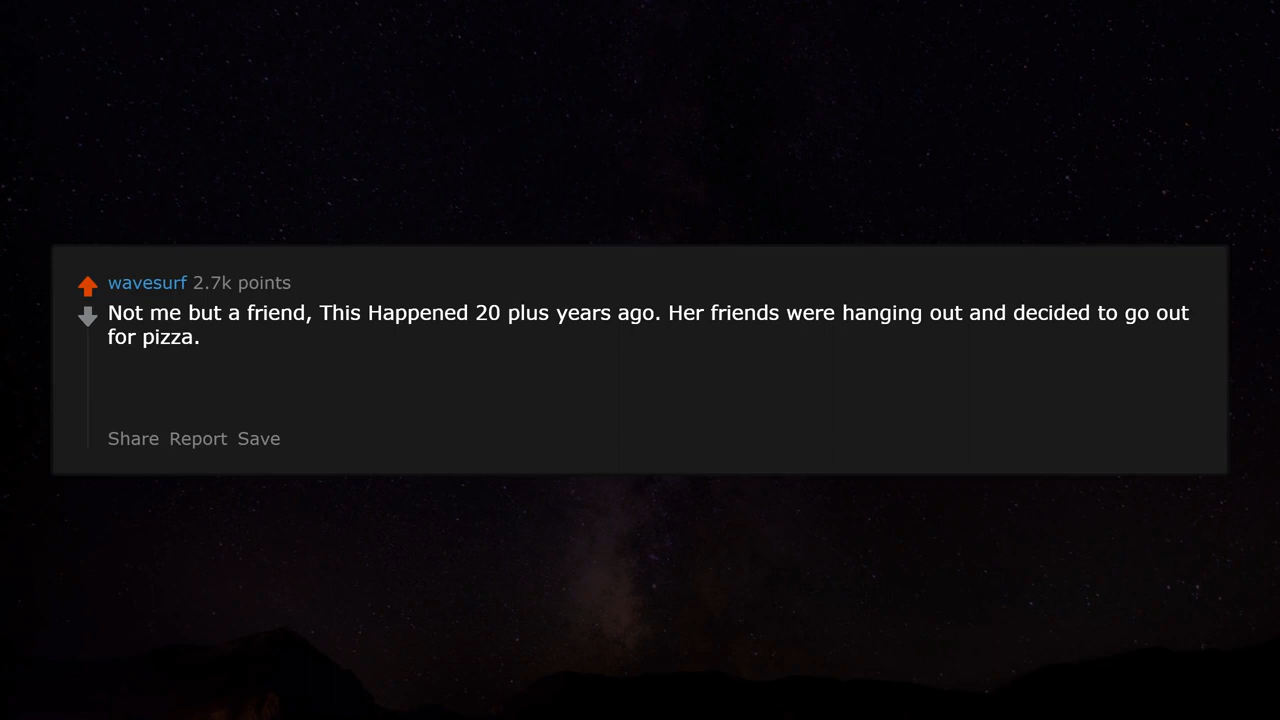 wavesurf 2.7k points
Not me but a friend, This Happened 20 plus years ago. Her friends were hanging out and decided to go out
for pizza.
Share Report Save